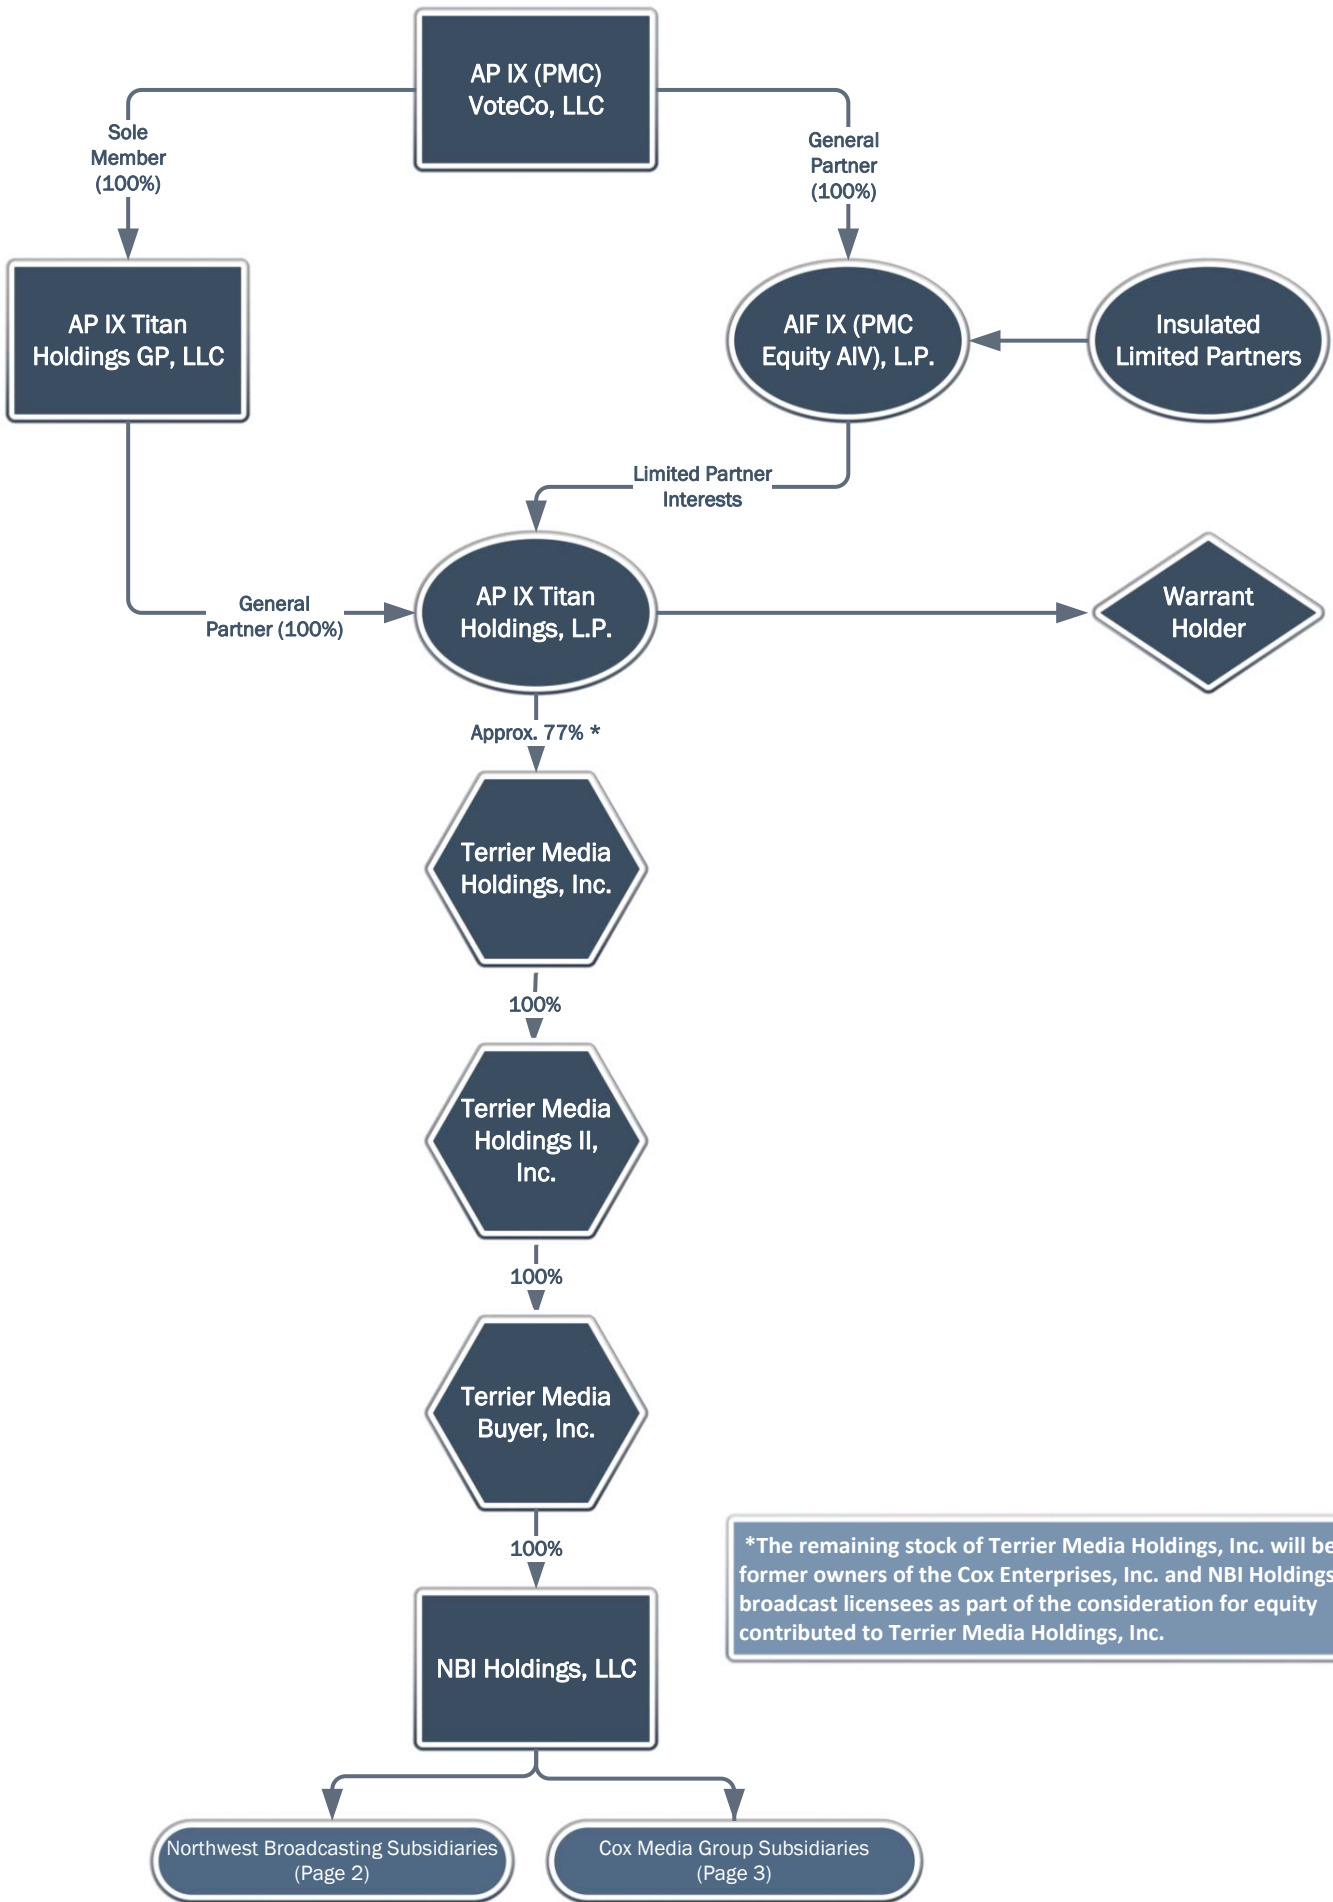 AP IX (PMC)
VoteCo, LLC
Sole
Member
(100%)
General
Partner
(100%)
AP IX Titan
Holdings GP, LLC
AIF IX (PMC
Equity AIV), L.P.
Insulated
Limited Partners
Limited Partner
Interests
General
Partner (100%)
AP IX Titan
Holdings, L.P.
Warrant
Holder
Approx. 77% *
Terrier Media
Holdings, Inc.
100%
Terrier Media
Holdings II,
Inc.
100%
Terrier Media
Buyer, Inc.
100%
*The remaining stock of Terrier Media Holdings, Inc. will be
former owners of the Cox Enterprises, Inc. and NBI Holdings
broadcast licensees as part of the consideration for equity
contributed to Terrier Media Holdings, Inc.
NBI Holdings, LLC
Northwest Broadcasting Subsidiaries
(Page 2)
Cox Media Group Subsidiaries
(Page 3)